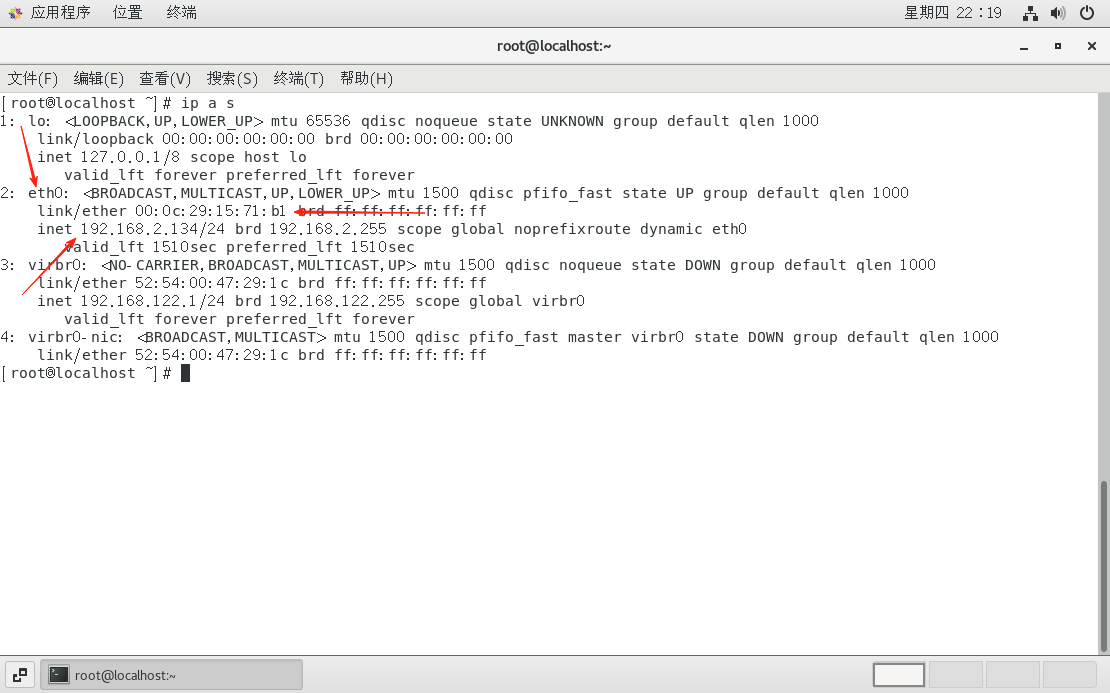 应用程序 位置 终端 星期四 22：19
root@localhost:~
文件(F) 编辑(E) 查看(V) 搜索(S) 终端(T) 帮助(H)
[root@localhost ~]# ip a s
1: lo: <LOOPBACK,UP,LOWER_UP> mtu 65536 qdisc noqueue state UNKNOWN group default qlen 1000
link/loopback 00:00:00:00:00:00 brd 00:00:00:00:00:00
inet 127.0.0.1/8 scope host lo
valid_lft forever preferred_lft forever
2: eth0: <BROADCAST,MULTICAST,UP,LOWER_UP> mtu 1500 qdisc pfifo_fast state UP group default qlen 1000
link/ether 00:0c:29:15:71:b1 brd ff:ff:ff:ff:ff:ff
inet 192.168.2.134/24 brd 192.168.2.255 scope global noprefixroute dynamic eth0
valid_lft 1510sec preferred_lft 1510sec
3: virbr0: <NO-CARRIER,BROADCAST,MULTICAST,UP> mtu 1500 qdisc noqueue state DOWN group default qlen 1000
link/ether 52:54:00:47:29:1c brd ff:ff:ff:ff:ff:ff
inet 192.168.122.1/24 brd 192.168.122.255 scope global virbr0
valid_lft forever preferred_lft forever
4: virbr0-nic: <BROADCAST,MULTICAST> mtu 1500 qdisc pfifo_fast master virbr0 state DOWN group default qlen 1000
link/ether 52:54:00:47:29:1c brd ff:ff:ff:ff:ff:ff
[root@localhost ~]#
root@localhost:~